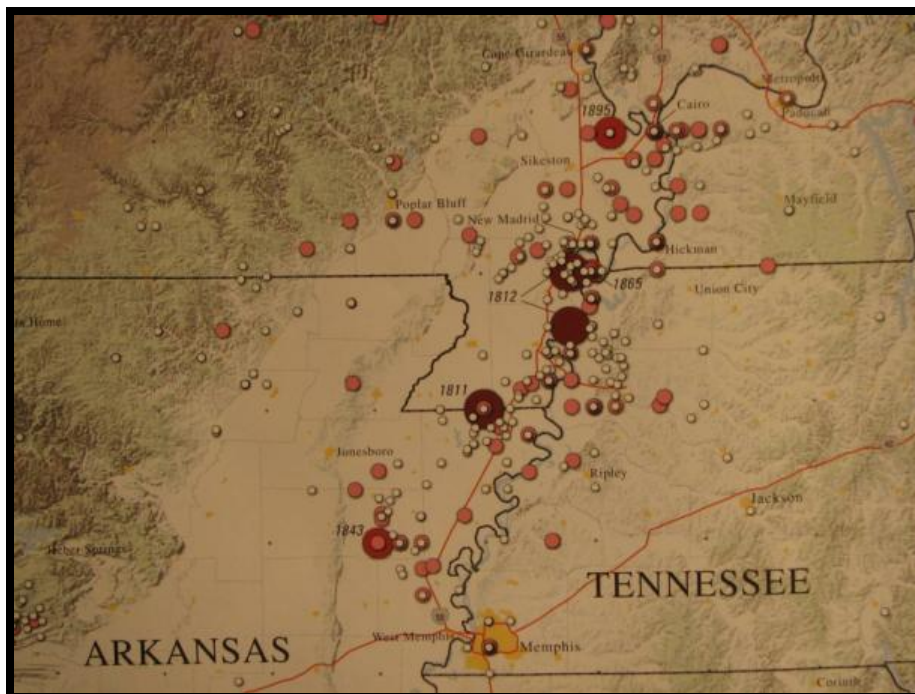 Cape Girardeau
Metropolis
1895
Cairo
Paducah
Sikeston
Poplar Bluff
Mayfield
New Madrid
Hickman
1812
1865
Union City
Home
1811
Jonesboro
Ripley
Jackson
1843
Heber Springs
TENNESSEE
West Memphis
ARKANSAS
Memphis
Corinth